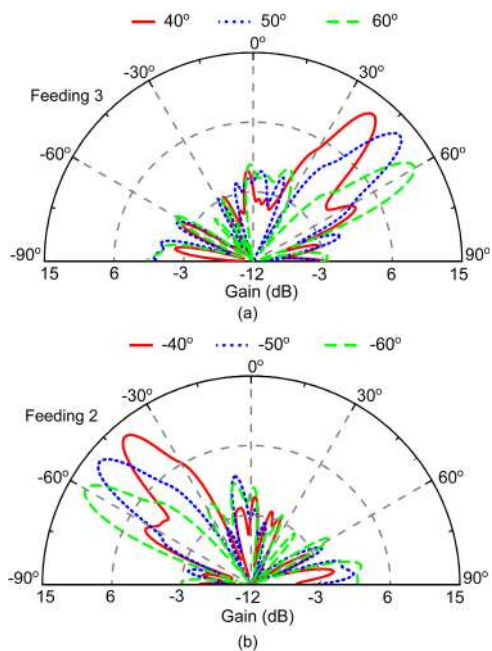 40° 50° 60°
0°
-30° 30°
Feeding 3
-60° 60°
-90° 90°
15 6 -3 -12 -3 6 15
Gain (dB)
(a)
-40° -50° -60°
0°
-30° 30°
Feeding 2
-60° 60°
-90° 90°
15 6 -3 -12 -3 6 15
Gain (dB)
(b)